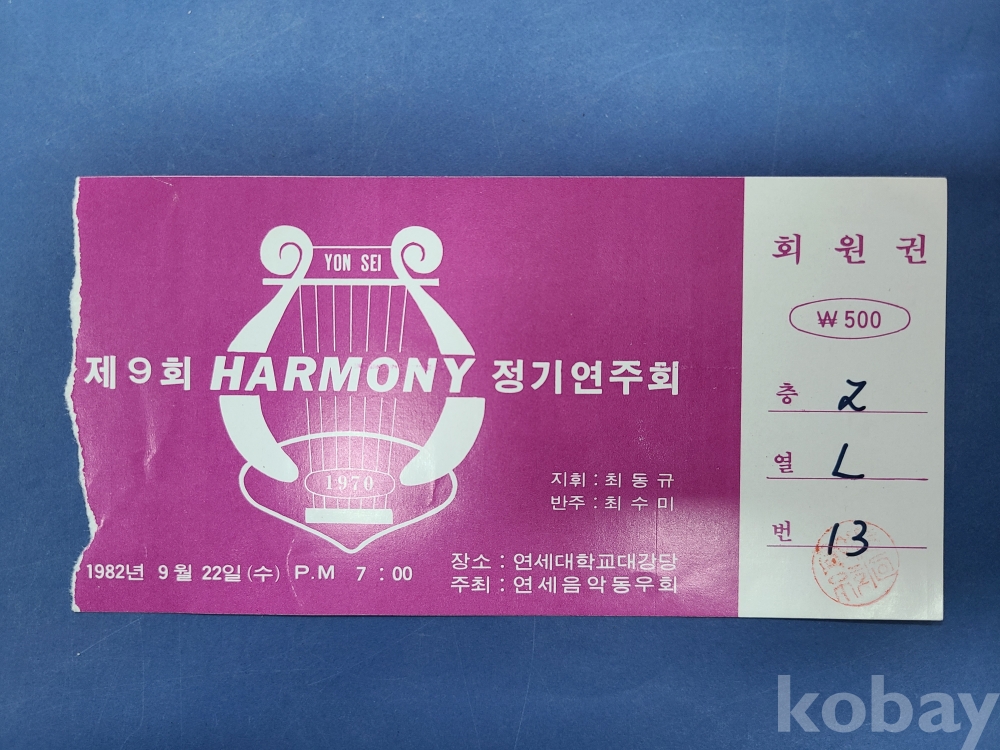 YON SEI
제9회 HARMONY 정기연주회
1970
지휘 : 최 동 규
반주 : 최 수 미
장소 : 연세대학교대강당
주최 : 연세음악동우회
1982년 9월 22일 (수) P.M 7 : 00
회 원 권
₩ 500
층 2
열 L
번 13
kobay